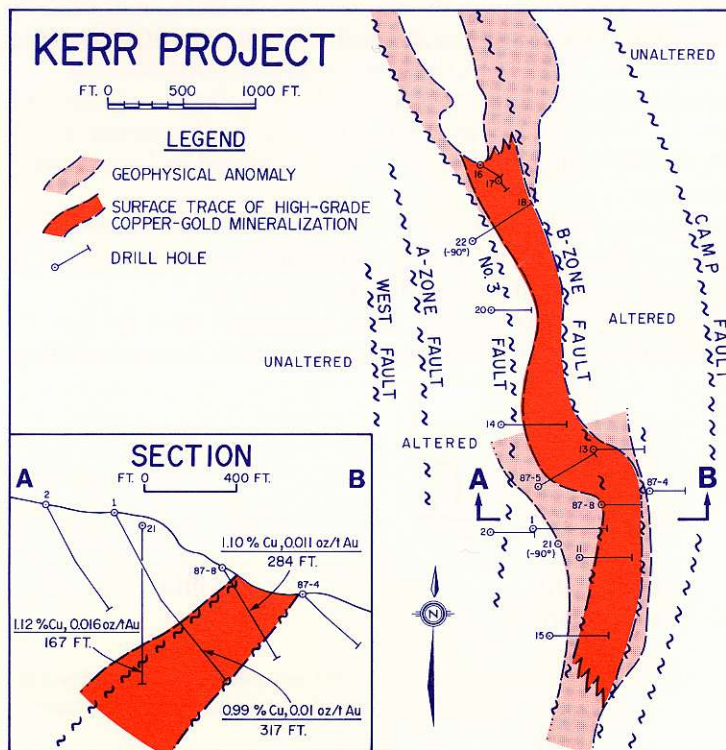 KERR PROJECT
FT. 0 500 1000 FT.
LEGEND
GEOPHYSICAL ANOMALY
SURFACE TRACE OF HIGH-GRADE
COPPER-GOLD MINERALIZATION
DRILL HOLE
UNALTERED
16
17
18
22
(-90°)
No. 3
FAULT
B-ZONE
FAULT
CAMP
FAULT
A-ZONE
FAULT
WEST
FAULT
20
ALTERED
UNALTERED
14
ALTERED
13
87-5
87-4
A
B
87-8
1
2
21
(-90°)
11
15
N
SECTION
A
B
FT. 0 400 FT.
2
1
21
1.10 % Cu, 0.011 oz/t Au
284 FT.
87-8
87-4
1.12 %Cu, 0.016 oz/tAu
167 FT.
0.99 % Cu, 0.01 oz/t Au
317 FT.